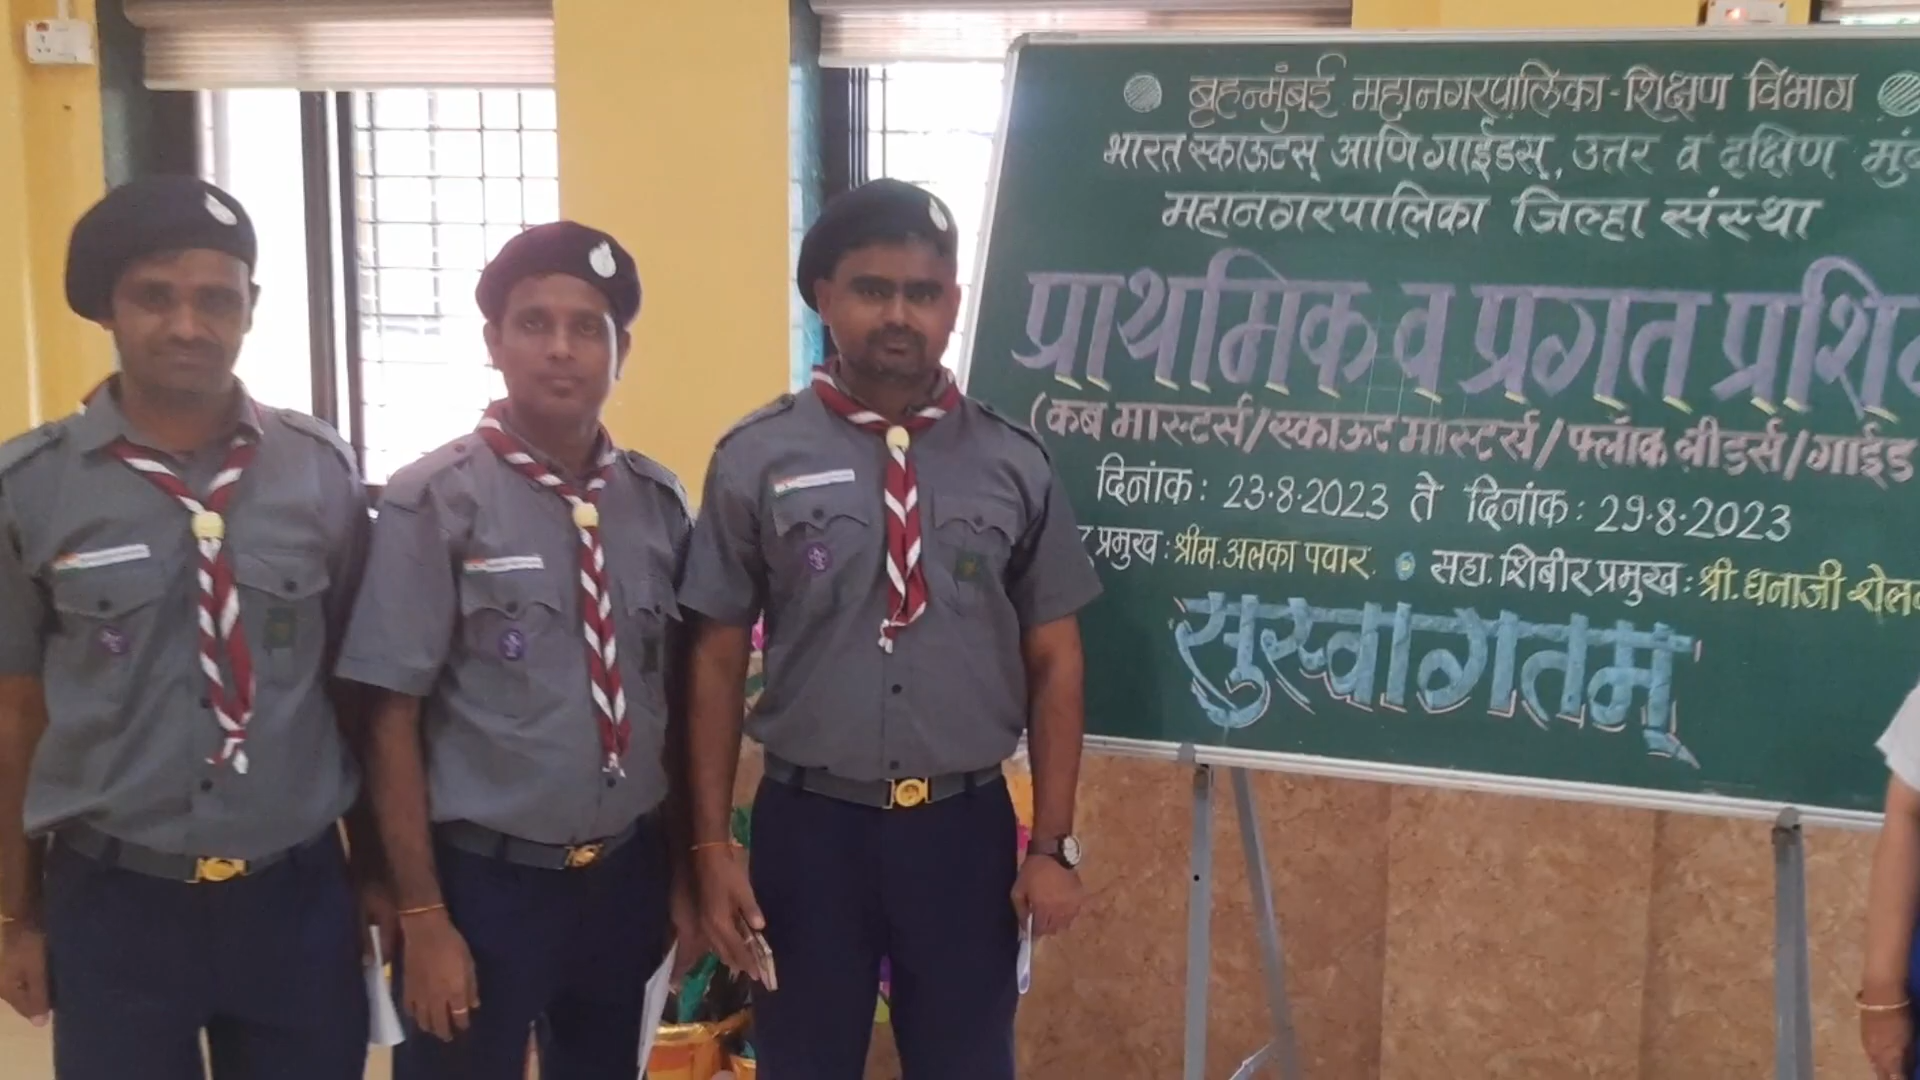 बृहन्मुंबई महानगरपालिका-शिक्षण विभाग
भारत स्काऊटस् आणि गाईडस्, उत्तर व दक्षिण
महानगरपालिका जिल्हा संस्था
प्राथमिक व प्रगत
(कब मास्टर्स/स्काऊट मास्टर्स/फ्लॉक लीडर्स/गाईड
दिनांक: 23.8.2023 ते दिनांक: 29.8.2023
प्रमुख: श्रीम. अलका पवार. सहा. शिबीर प्रमुख: श्री. धनाजी
सुस्वागतम्